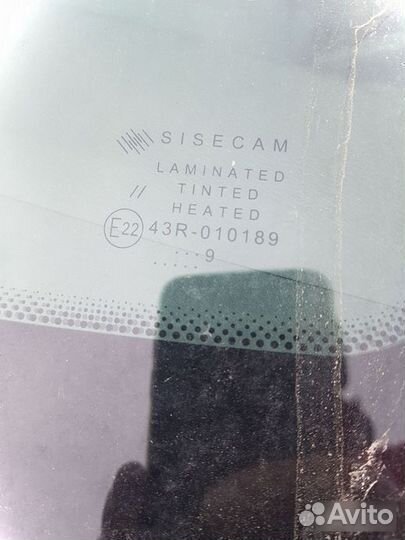 SISECAM
LAMINATED
TINTED
//
HEATED
E22 43R-010189
... 9
.....
Avito